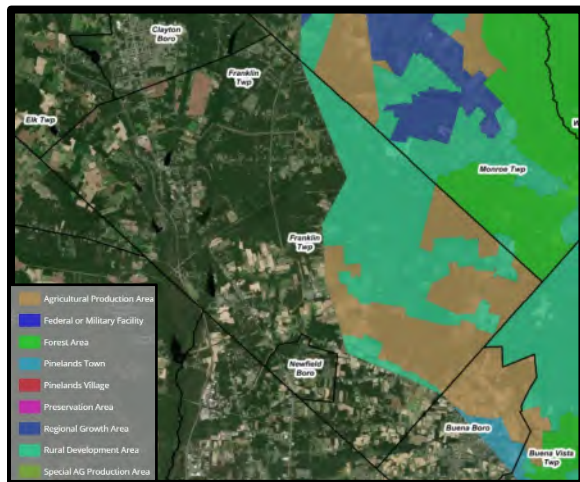 Clayton
Boro
Franklin
Twp
Elk Twp
Monroe Twp
Franklin
Twp
Newfield
Boro
Buena Boro
Buena Vista
Twp
Agricultural Production Area
Federal or Military Facility
Forest Area
Pinelands Town
Pinelands Village
Preservation Area
Regional Growth Area
Rural Development Area
Special AG Production Area